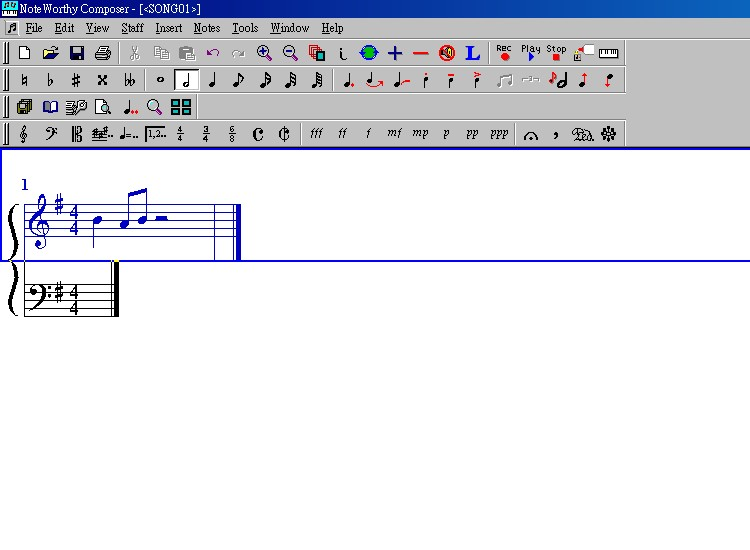 NoteWorthy Composer - [<SONG01>]
File Edit View Staff Insert Notes Tools Window Help
Rec Play Stop
1,2..
4/4 3/4 6/8 fff ff f mf mp p pp ppp Ped.
1
4
4
4
4